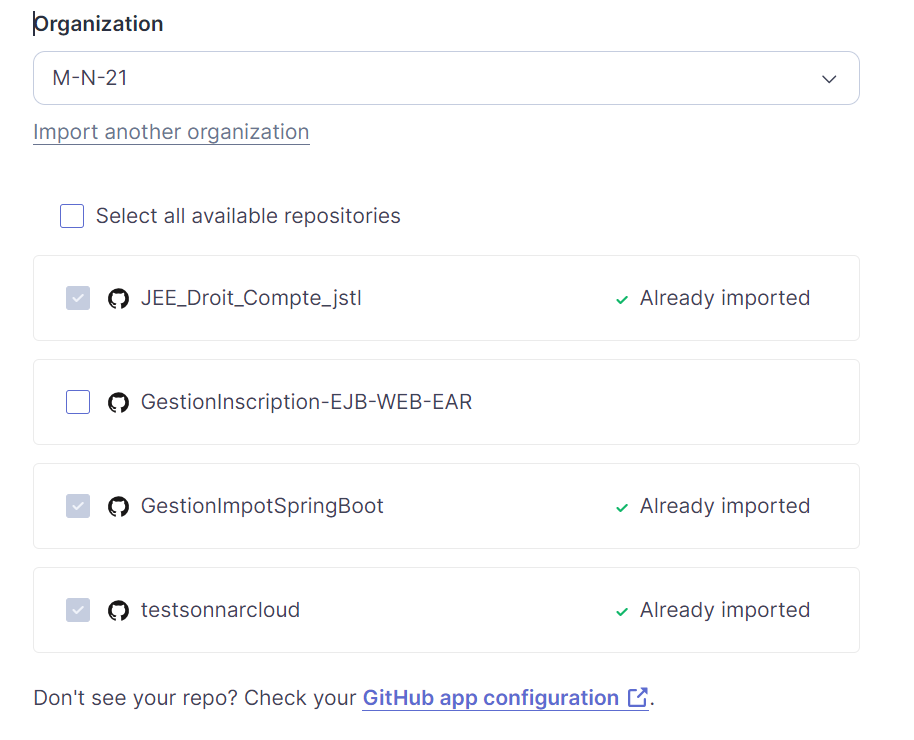 Organization
M-N-21
Import another organization
Select all available repositories
JEE_Droit_Compte_jstl Already imported
GestionInscription-EJB-WEB-EAR
GestionImpotSpringBoot Already imported
testsonnarcloud Already imported
Don't see your repo? Check your GitHub app configuration.